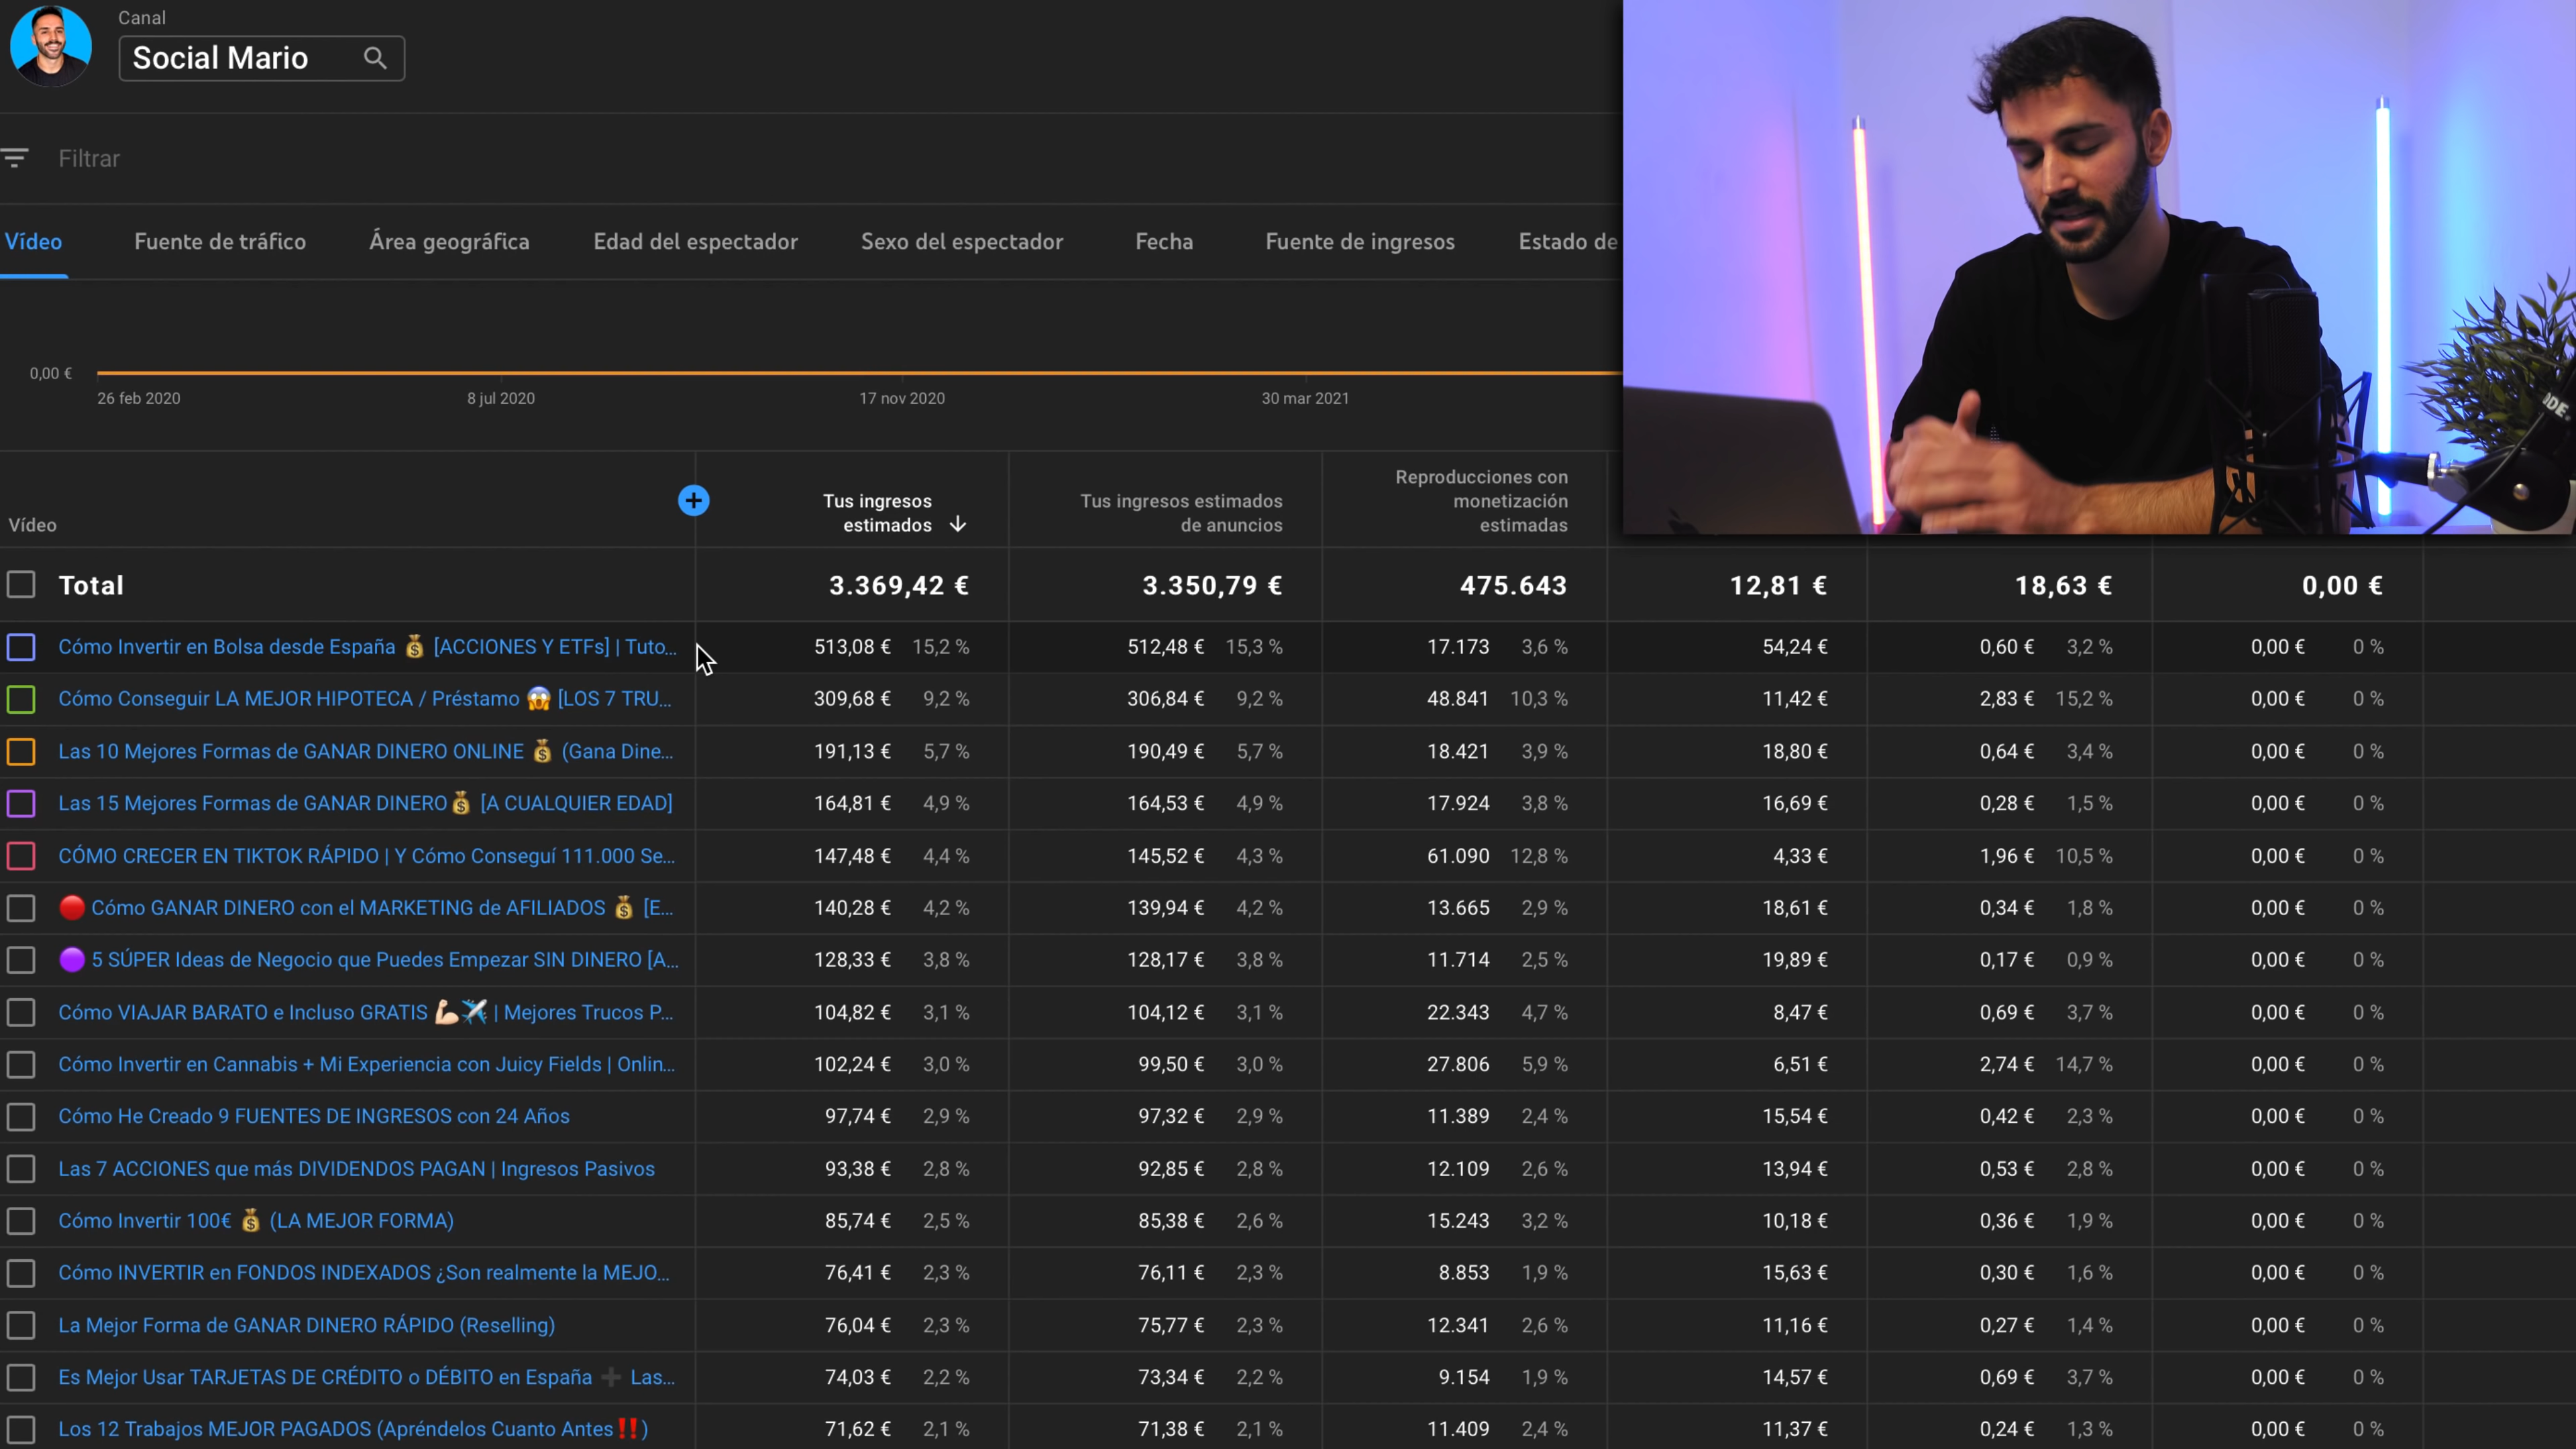 Canal
Social Mario
Filtrar
Vídeo Fuente de tráfico Área geográfica Edad del espectador Sexo del espectador Fecha Fuente de ingresos Estado de
0,00 €
26 feb 2020 8 jul 2020 17 nov 2020 30 mar 2021
Vídeo
Tus ingresos
estimados ↓
Tus ingresos estimados
de anuncios
Reproducciones con
monetización
estimadas
Total 3.369,42 € 3.350,79 € 475.643 12,81 € 18,63 € 0,00 €
Cómo Invertir en Bolsa desde España 💰 [ACCIONES Y ETFs] | Tuto... 513,08 € 15,2 % 512,48 € 15,3 % 17.173 3,6 % 54,24 € 0,60 € 3,2 % 0,00 € 0 %
Cómo Conseguir LA MEJOR HIPOTECA / Préstamo 😱 [LOS 7 TRU... 309,68 € 9,2 % 306,84 € 9,2 % 48.841 10,3 % 11,42 € 2,83 € 15,2 % 0,00 € 0 %
Las 10 Mejores Formas de GANAR DINERO ONLINE 💰 (Gana Dine... 191,13 € 5,7 % 190,49 € 5,7 % 18.421 3,9 % 18,80 € 0,64 € 3,4 % 0,00 € 0 %
Las 15 Mejores Formas de GANAR DINERO💰 [A CUALQUIER EDAD] 164,81 € 4,9 % 164,53 € 4,9 % 17.924 3,8 % 16,69 € 0,28 € 1,5 % 0,00 € 0 %
CÓMO CRECER EN TIKTOK RÁPIDO | Y Cómo Conseguí 111.000 Se... 147,48 € 4,4 % 145,52 € 4,3 % 61.090 12,8 % 4,33 € 1,96 € 10,5 % 0,00 € 0 %
🔴 Cómo GANAR DINERO con el MARKETING de AFILIADOS 💰 [E... 140,28 € 4,2 % 139,94 € 4,2 % 13.665 2,9 % 18,61 € 0,34 € 1,8 % 0,00 € 0 %
🟣 5 SÚPER Ideas de Negocio que Puedes Empezar SIN DINERO [A... 128,33 € 3,8 % 128,17 € 3,8 % 11.714 2,5 % 19,89 € 0,17 € 0,9 % 0,00 € 0 %
Cómo VIAJAR BARATO e Incluso GRATIS 💪🏻✈️ | Mejores Trucos P... 104,82 € 3,1 % 104,12 € 3,1 % 22.343 4,7 % 8,47 € 0,69 € 3,7 % 0,00 € 0 %
Cómo Invertir en Cannabis + Mi Experiencia con Juicy Fields | Onlin... 102,24 € 3,0 % 99,50 € 3,0 % 27.806 5,9 % 6,51 € 2,74 € 14,7 % 0,00 € 0 %
Cómo He Creado 9 FUENTES DE INGRESOS con 24 Años 97,74 € 2,9 % 97,32 € 2,9 % 11.389 2,4 % 15,54 € 0,42 € 2,3 % 0,00 € 0 %
Las 7 ACCIONES que más DIVIDENDOS PAGAN | Ingresos Pasivos 93,38 € 2,8 % 92,85 € 2,8 % 12.109 2,6 % 13,94 € 0,53 € 2,8 % 0,00 € 0 %
Cómo Invertir 100€ 💰 (LA MEJOR FORMA) 85,74 € 2,5 % 85,38 € 2,6 % 15.243 3,2 % 10,18 € 0,36 € 1,9 % 0,00 € 0 %
Cómo INVERTIR en FONDOS INDEXADOS ¿Son realmente la MEJO... 76,41 € 2,3 % 76,11 € 2,3 % 8.853 1,9 % 15,63 € 0,30 € 1,6 % 0,00 € 0 %
La Mejor Forma de GANAR DINERO RÁPIDO (Reselling) 76,04 € 2,3 % 75,77 € 2,3 % 12.341 2,6 % 11,16 € 0,27 € 1,4 % 0,00 € 0 %
Es Mejor Usar TARJETAS DE CRÉDITO o DÉBITO en España ➕ Las... 74,03 € 2,2 % 73,34 € 2,2 % 9.154 1,9 % 14,57 € 0,69 € 3,7 % 0,00 € 0 %
Los 12 Trabajos MEJOR PAGADOS (Apréndelos Cuanto Antes‼️) 71,62 € 2,1 % 71,38 € 2,1 % 11.409 2,4 % 11,37 € 0,24 € 1,3 % 0,00 € 0 %